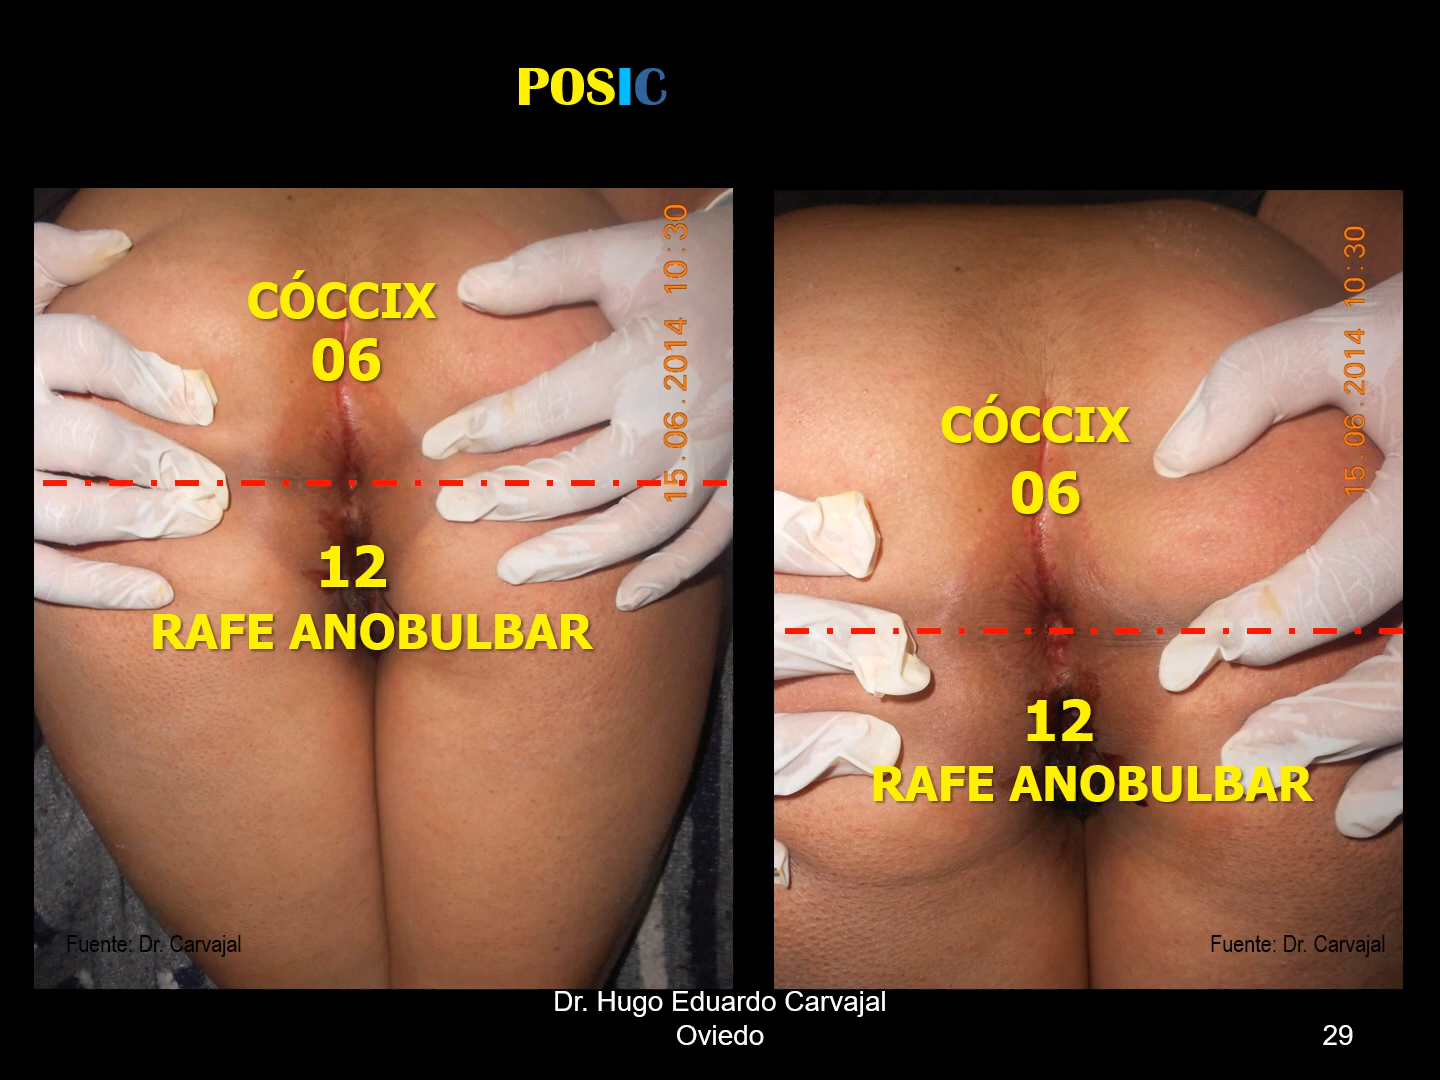 POSIC
CÓCCIX
06
12
RAFE ANOBULBAR
15.06.2014 10:30
Fuente: Dr. Carvajal
CÓCCIX
06
12
RAFE ANOBULBAR
15.06.2014 10:30
Fuente: Dr. Carvajal
Dr. Hugo Eduardo Carvajal
Oviedo
29